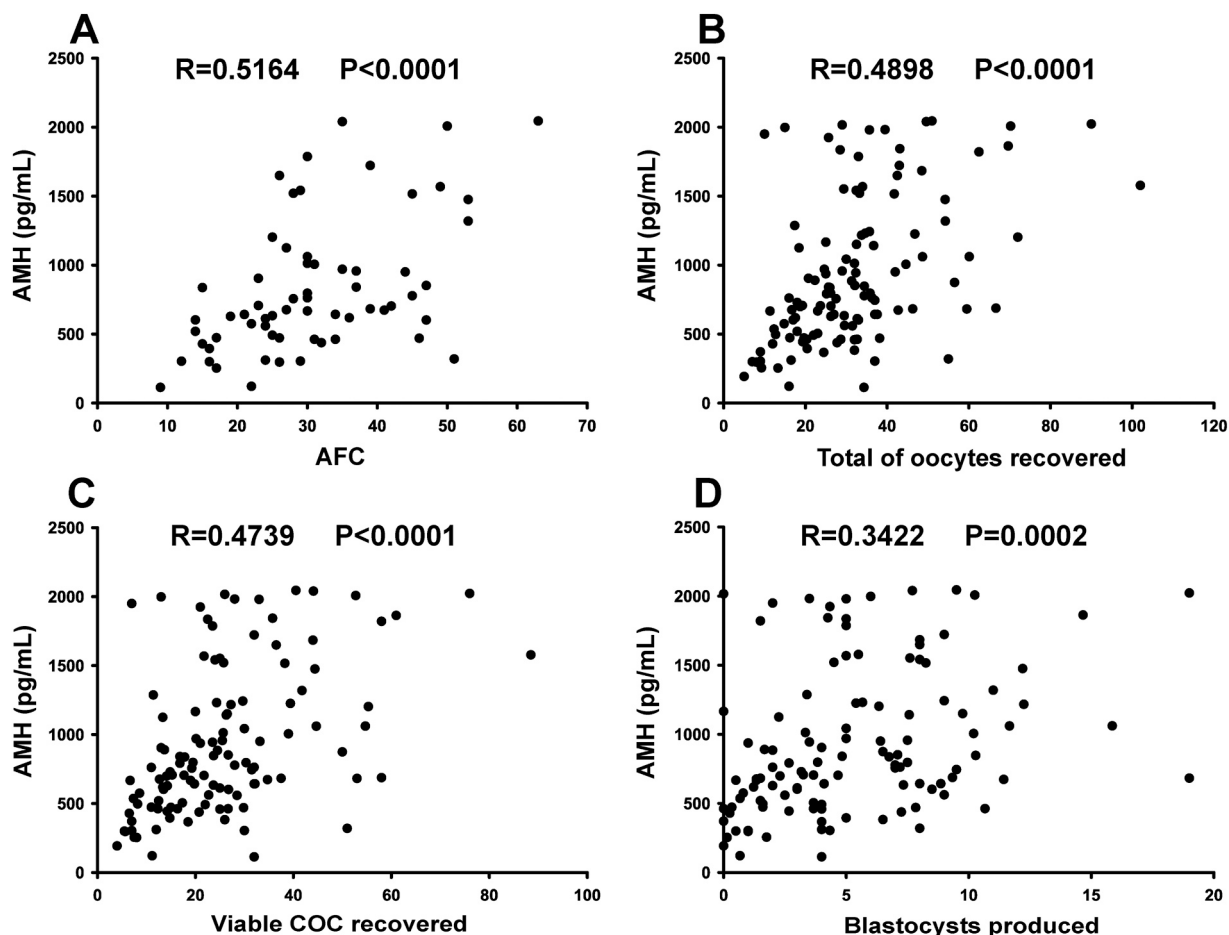 A
R=0.5164 P<0.0001
AMH (pg/mL)
2500
2000
1500
1000
500
0
0 10 20 30 40 50 60 70
AFC
B
R=0.4898 P<0.0001
AMH (pg/mL)
2500
2000
1500
1000
500
0
0 20 40 60 80 100 120
Total of oocytes recovered
C
R=0.4739 P<0.0001
AMH (pg/mL)
2500
2000
1500
1000
500
0
0 20 40 60 80 100
Viable COC recovered
D
R=0.3422 P=0.0002
AMH (pg/mL)
2500
2000
1500
1000
500
0
0 5 10 15 20
Blastocysts produced